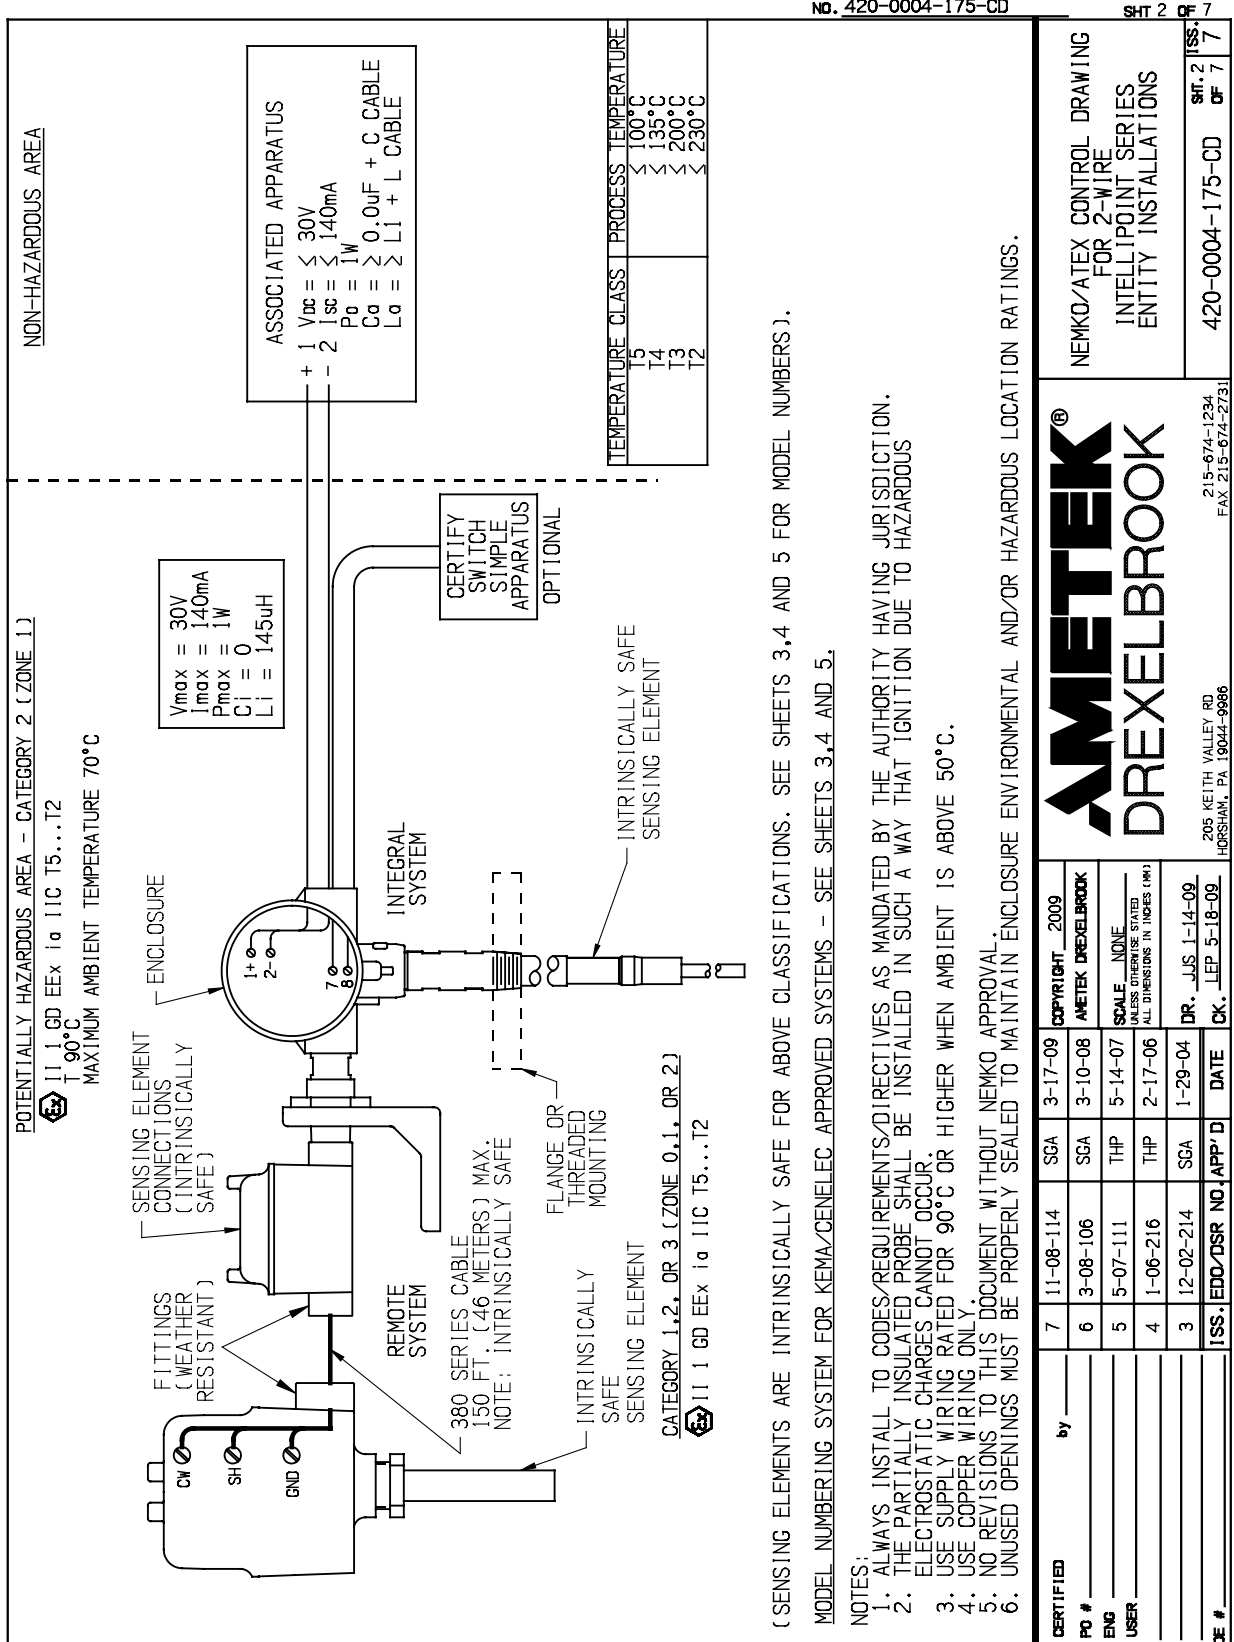 NO. 420-0004-175-CD
SHT 2 OF 7
POTENTIALLY HAZARDOUS AREA - CATEGORY 2 (ZONE 1)
II 1 GD EEx ia IIC T5...T2
T 90°C
MAXIMUM AMBIENT TEMPERATURE 70°C
NON-HAZARDOUS AREA
FITTINGS
(WEATHER
RESISTANT)
SENSING ELEMENT
CONNECTIONS
(INTRINSICALLY
SAFE)
ENCLOSURE
Vmax = 30V
Imax = 140mA
Pmax = 1W
Ci = 0
Li = 145uH
ASSOCIATED APPARATUS
+ 1 VDC = ≤ 30V
- 2 Isc = ≤ 140mA
Po = 1W
Ca = ≥ 0.0uF + C CABLE
La = ≥ L1 + L CABLE
CW
SH
GND
1+
2-
7
8
REMOTE
SYSTEM
INTEGRAL
SYSTEM
CERTIFY
SWITCH
SIMPLE
APPARATUS
OPTIONAL
380 SERIES CABLE
150 FT. (46 METERS) MAX.
NOTE: INTRINSICALLY SAFE
FLANGE OR
THREADED
MOUNTING
INTRINSICALLY
SAFE
SENSING ELEMENT
INTRINSICALLY SAFE
SENSING ELEMENT
CATEGORY 1,2, OR 3 (ZONE 0,1, OR 2)
II 1 GD EEx ia IIC T5...T2
TEMPERATURE CLASS PROCESS TEMPERATURE
T5 ≤ 100°C
T4 ≤ 135°C
T3 ≤ 200°C
T2 ≤ 230°C
(SENSING ELEMENTS ARE INTRINSICALLY SAFE FOR ABOVE CLASSIFICATIONS. SEE SHEETS 3,4 AND 5 FOR MODEL NUMBERS).
MODEL NUMBERING SYSTEM FOR KEMA/CENELEC APPROVED SYSTEMS - SEE SHEETS 3,4 AND 5.
NOTES:
1. ALWAYS INSTALL TO CODES/REQUIREMENTS/DIRECTIVES AS MANDATED BY THE AUTHORITY HAVING JURISDICTION.
2. THE PARTIALLY INSULATED PROBE SHALL BE INSTALLED IN SUCH A WAY THAT IGNITION DUE TO HAZARDOUS
ELECTROSTATIC CHARGES CANNOT OCCUR.
3. USE SUPPLY WIRING RATED FOR 90°C OR HIGHER WHEN AMBIENT IS ABOVE 50°C.
4. USE COPPER WIRING ONLY.
5. NO REVISIONS TO THIS DOCUMENT WITHOUT NEMKO APPROVAL.
6. UNUSED OPENINGS MUST BE PROPERLY SEALED TO MAINTAIN ENCLOSURE ENVIRONMENTAL AND/OR HAZARDOUS LOCATION RATINGS.
CERTIFIED by
PO #
ENG
USER
DE #
7 11-08-114 SGA 3-17-09
6 3-08-106 SGA 3-10-08
5 5-07-111 THP 5-14-07
4 1-06-216 THP 2-17-06
3 12-02-214 SGA 1-29-04
ISS. EDO/DSR NO. APP'D DATE
COPYRIGHT 2009
AMETEK DREXELBROOK
SCALE NONE
UNLESS OTHERWISE STATED
ALL DIMENSIONS IN INCHES (MM)
DR. JJS 1-14-09
CK. LEP 5-18-09
AMETEK®
DREXELBROOK
205 KEITH VALLEY RD
HORSHAM, PA 19044-9986
215-674-1234
FAX 215-674-2731
NEMKO/ATEX CONTROL DRAWING
FOR 2-WIRE
INTELLIPOINT SERIES
ENTITY INSTALLATIONS
420-0004-175-CD
SHT. 2
OF 7
ISS.
7